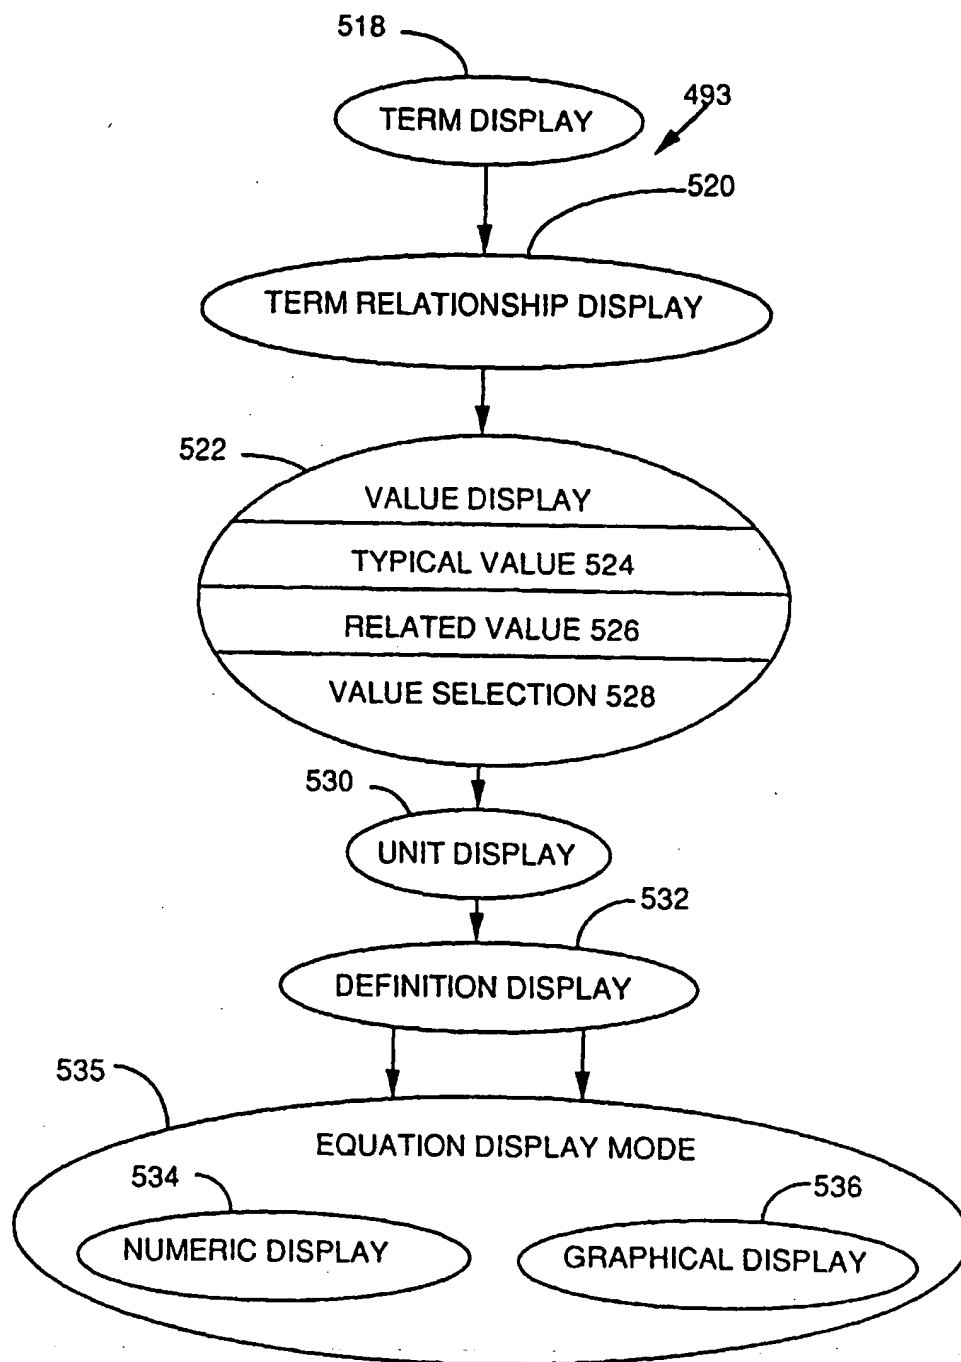 518
TERM DISPLAY
493
520
TERM RELATIONSHIP DISPLAY
522
VALUE DISPLAY
TYPICAL VALUE 524
RELATED VALUE 526
VALUE SELECTION 528
530
UNIT DISPLAY
532
DEFINITION DISPLAY
535
EQUATION DISPLAY MODE
534
536
NUMERIC DISPLAY
GRAPHICAL DISPLAY